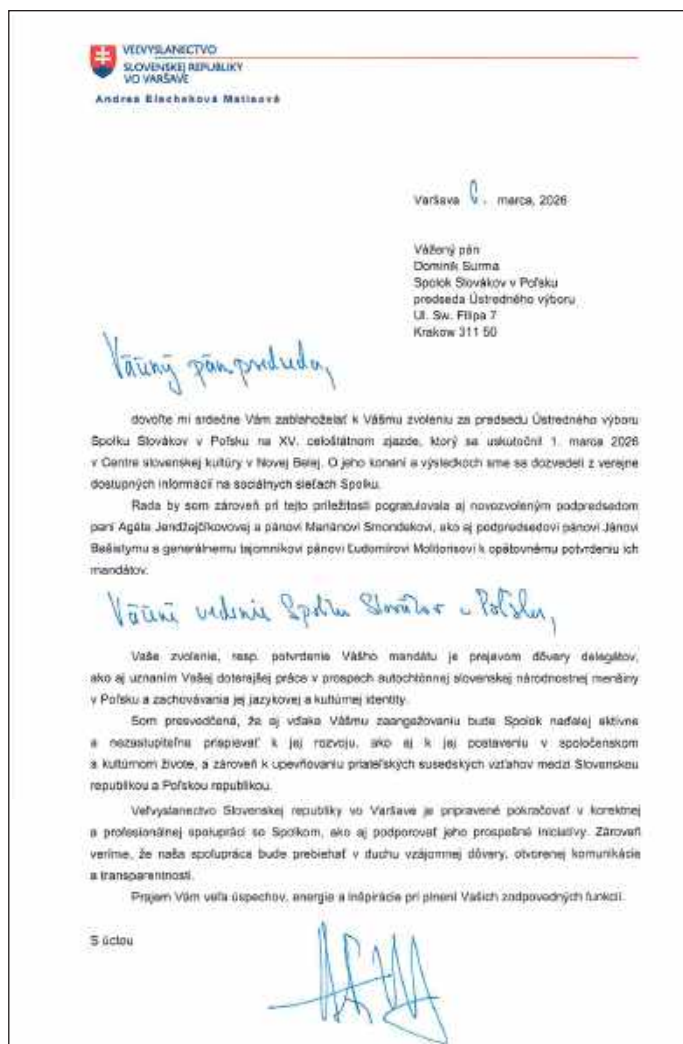 VEĽVYSLANECTVO
SLOVENSKEJ REPUBLIKY
VO VARŠAVE
Andrea Elscheková Matisová
Varšava 6. marca, 2026
Vážený pán
Dominik Surma
Spolok Slovákov v Poľsku
predseda Ústredného výboru
Ul. Sw. Filipa 7
Krakow 311 50
Vážený pán predseda,
dovoľte mi srdečne Vám zablahoželať k Vášmu zvoleniu za predsedu Ústredného výboru
Spolku Slovákov v Poľsku na XV. celoštátnom zjazde, ktorý sa uskutočnil 1. marca 2026
v Centre slovenskej kultúry v Novej Belej. O jeho konaní a výsledkoch sme sa dozvedeli z verejne
dostupných informácií na sociálnych sieťach Spolku.
Rada by som zároveň pri tejto príležitosti pogratulovala aj novozvoleným podpredsedom
pani Agáta Jendžejčíkovovej a pánovi Mariánovi Smondekovi, ako aj podpredsedovi pánovi Jánovi
Bašistymu a generálnemu tajomníkovi pánovi Ľudomírovi Molitorisovi k opätovnému potvrdeniu ich
mandátov.
Vážené vedenie Spolku Slovákov v Poľsku,
Vaše zvolenie, resp. potvrdenie Vášho mandátu je prejavom dôvery delegátov,
ako aj uznaním Vašej doterajšej práce v prospech autochtónnej slovenskej národnostnej menšiny
v Poľsku a zachovávania jej jazykovej a kultúrnej identity.
Som presvedčená, že aj vďaka Vášmu zaangažovaniu bude Spolok naďalej aktívne
a nezastupiteľne prispievať k jej rozvoju, ako aj k jej postaveniu v spoločenskom
a kultúrnom živote, a zároveň k upevňovaniu priateľských susedských vzťahov medzi Slovenskou
republikou a Poľskou republikou.
Veľvyslanectvo Slovenskej republiky vo Varšave je pripravené pokračovať v korektnej
a profesionálnej spolupráci so Spolkom, ako aj podporovať jeho prospešné iniciatívy. Zároveň
veríme, že naša spolupráca bude prebiehať v duchu vzájomnej dôvery, otvorenej komunikácie
a transparentnosti.
Prajem Vám veľa úspechov, energie a inšpirácie pri plnení Vašich zodpovedných funkcií.
S úctou